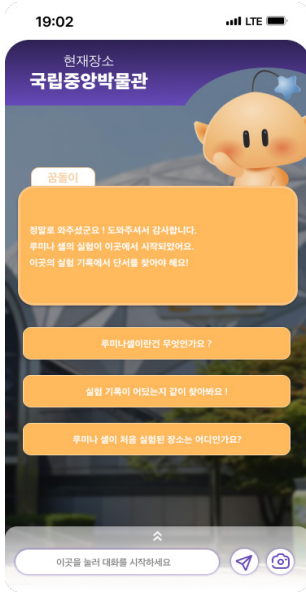 19:02
LTE
현재장소
국립중앙박물관
꿈돌이
정말로 와주셨군요 ! 도와주셔서 감사합니다.
루미나 셀의 실험이 이곳에서 시작되었어요.
이곳의 실험 기록에서 단서를 찾아야 해요!
루미나셀이란건 무엇인가요 ?
실험 기록이 어딨는지 같이 찾아봐요 !
루미나 셀이 처음 실험된 장소는 어디인가요?
이곳을 눌러 대화를 시작하세요